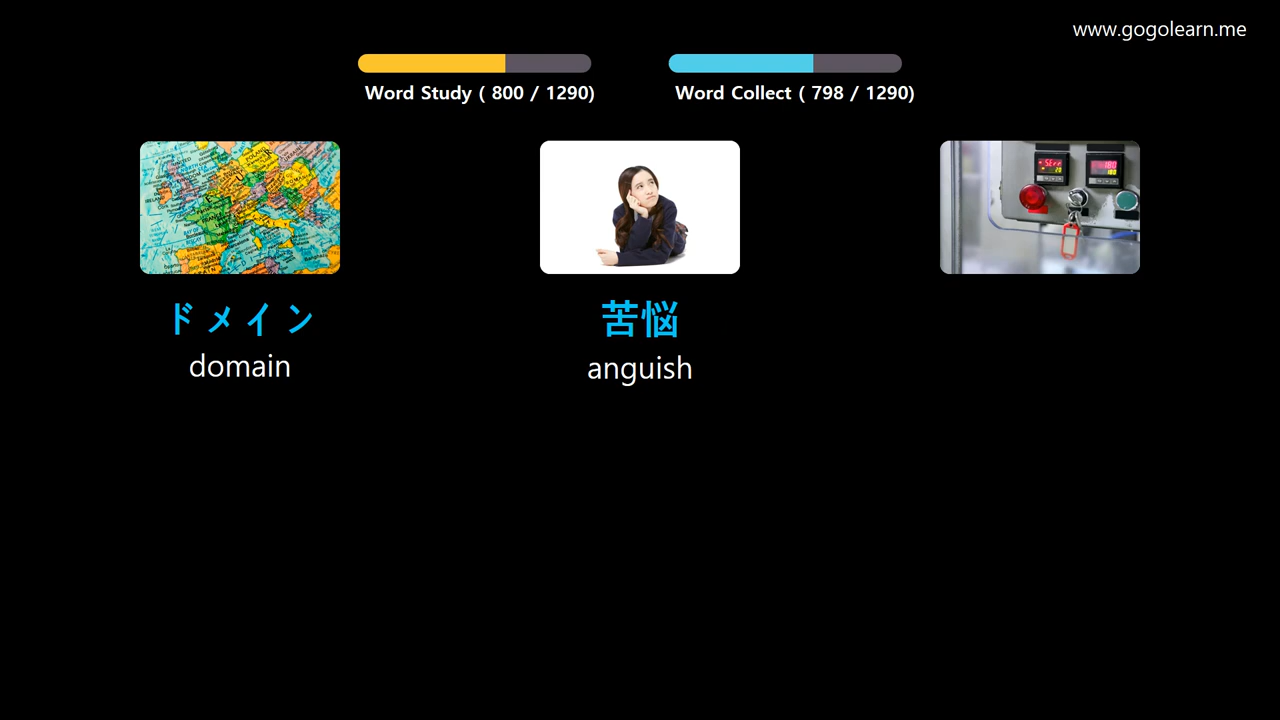 www.gogolearn.me
Word Study ( 800 / 1290)
Word Collect ( 798 / 1290)
ドメイン
domain
苦悩
anguish